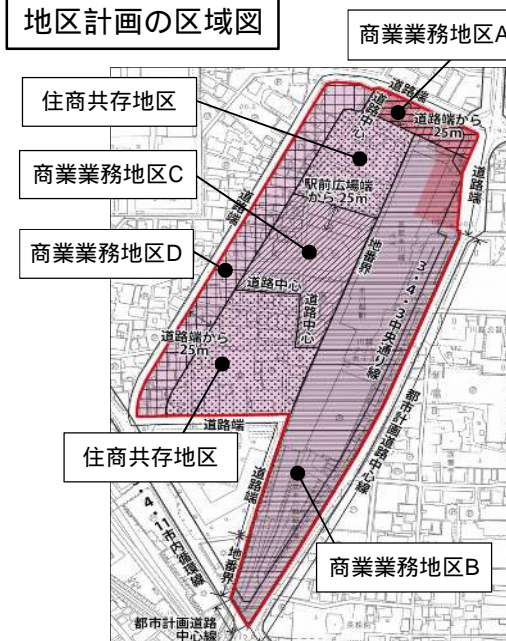 地区計画の区域図
商業業務地区A
住商共存地区
商業業務地区C
商業業務地区D
住商共存地区
商業業務地区B
道路端
道路中心
道路端から
25m
道路端
駅前広場端
から25m
道路端
地番界
3・4・3中央通り線
道路中心
道路中心
道路端から
25m
道路端
道路端
都市計画道路中心線
3・4・11市内循環線
地番界
都市計画道路
中心線